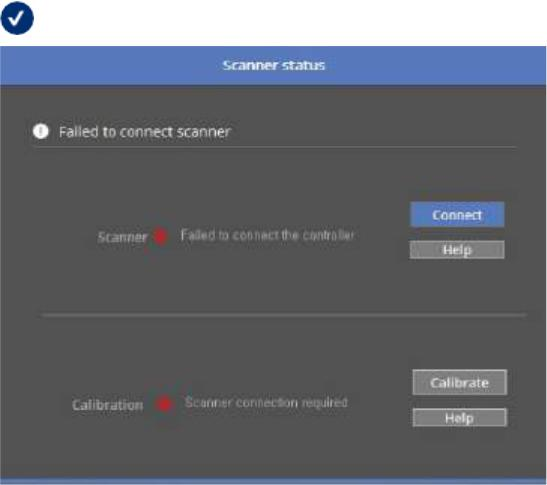 Scanner status
! Failed to connect scanner
Connect
Scanner Failed to connect the controller
Help
Calibrate
Calibration Scanner connection required
Help